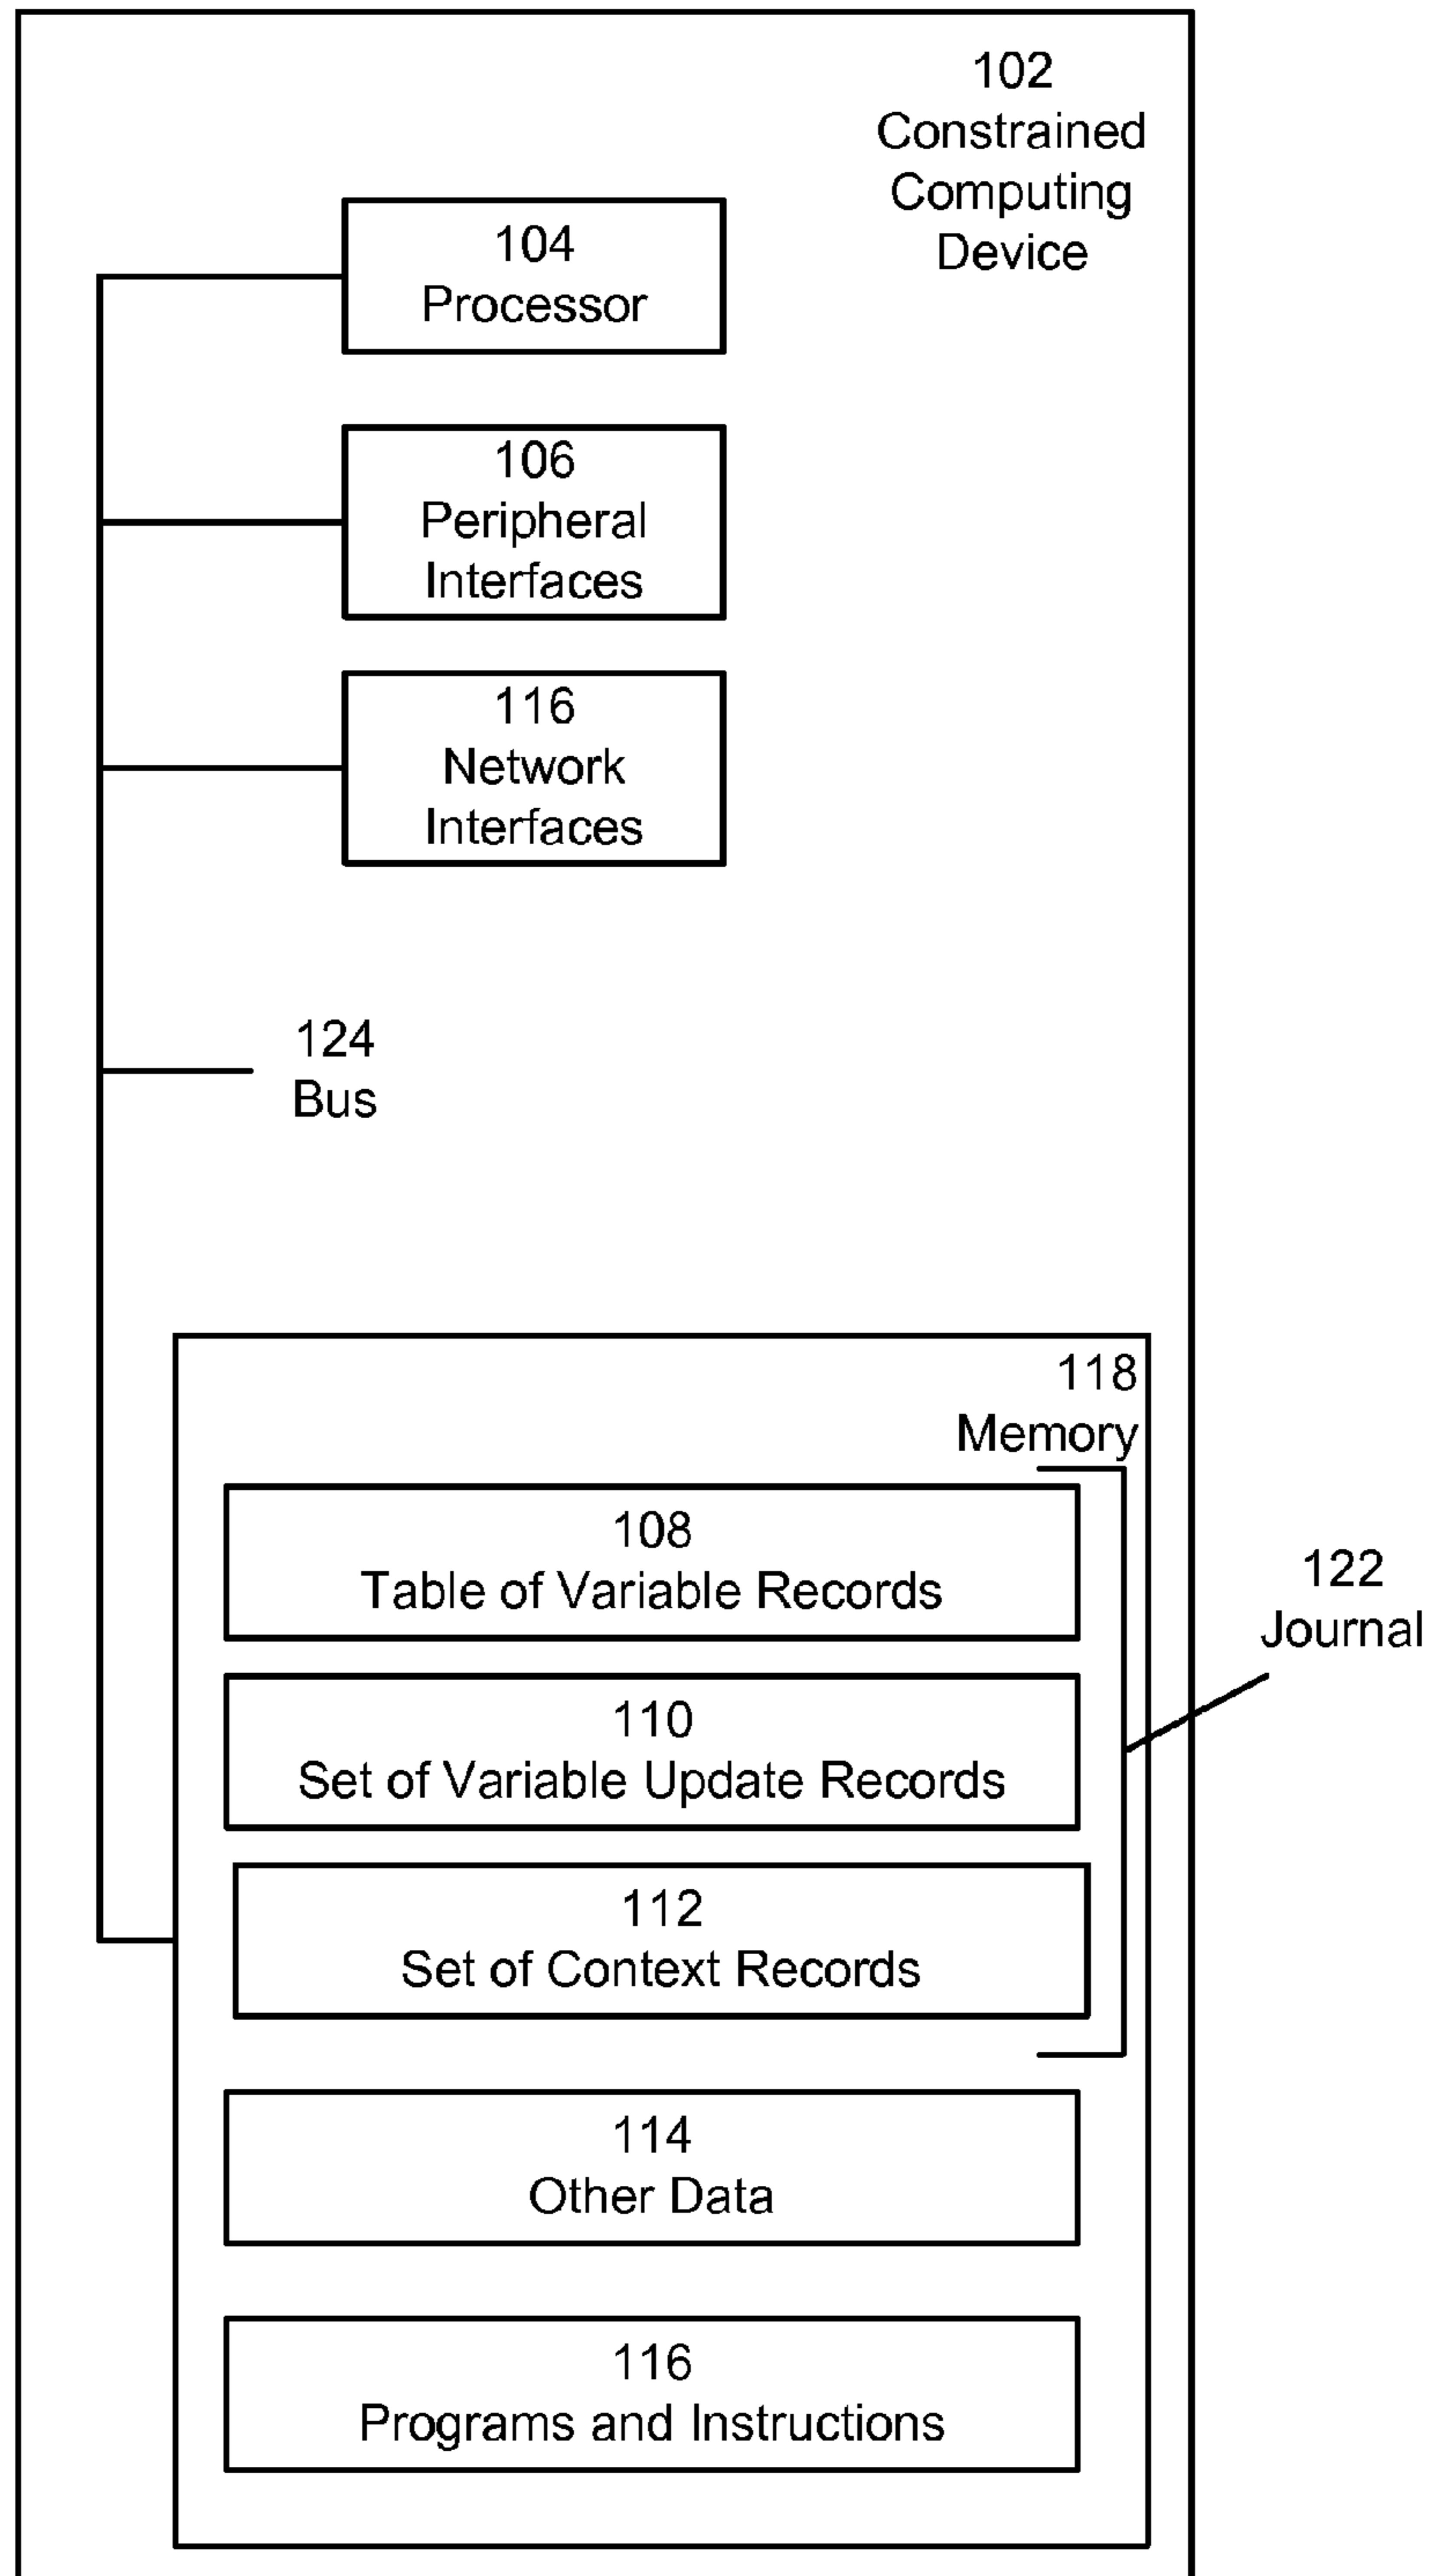 102
Constrained
Computing
Device
104
Processor
106
Peripheral
Interfaces
116
Network
Interfaces
124
Bus
118
Memory
108
Table of Variable Records
122
Journal
110
Set of Variable Update Records
112
Set of Context Records
114
Other Data
116
Programs and Instructions